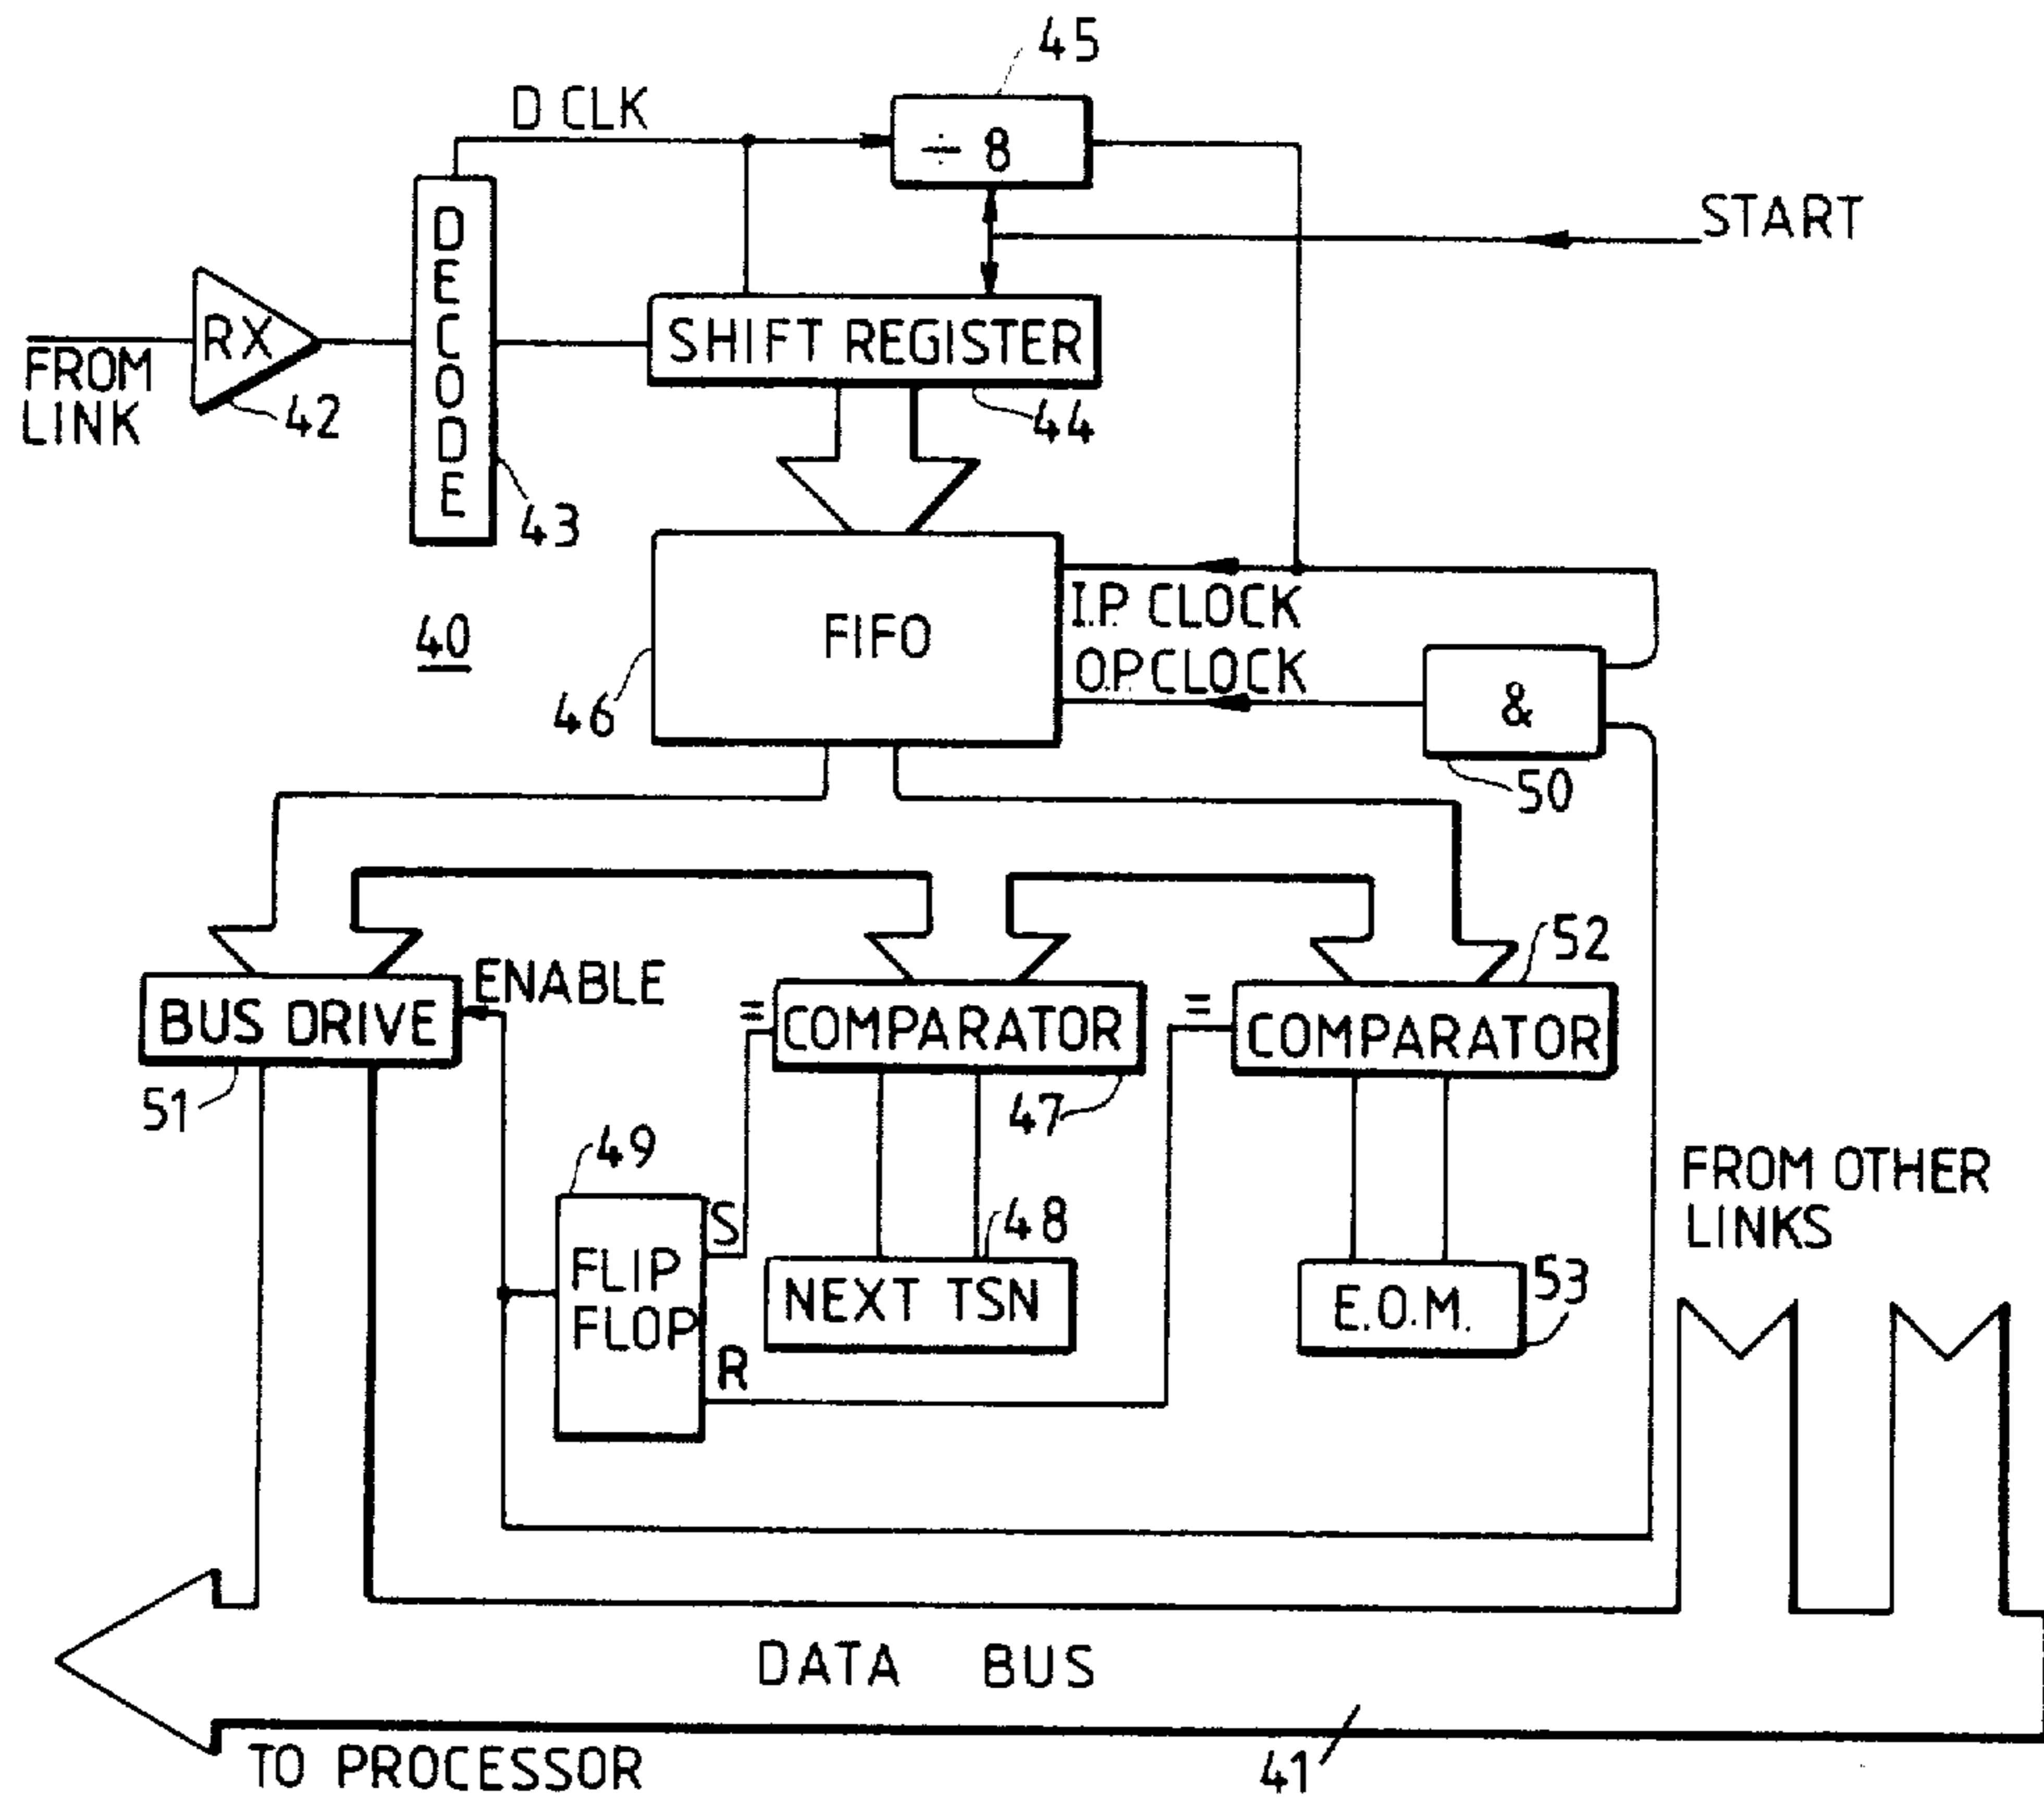 45
D CLK
÷ 8
START
DECODE
RX
SHIFT REGISTER
FROM
LINK
42
44
43
I.P CLOCK
FIFO
40
O.P.CLOCK
&
46
50
52
ENABLE
=
=
BUS DRIVE
COMPARATOR
COMPARATOR
51
47
49
FROM OTHER
LINKS
S
48
FLIP
FLOP
NEXT TSN
E.O.M.
53
R
DATA BUS
TO PROCESSOR
41